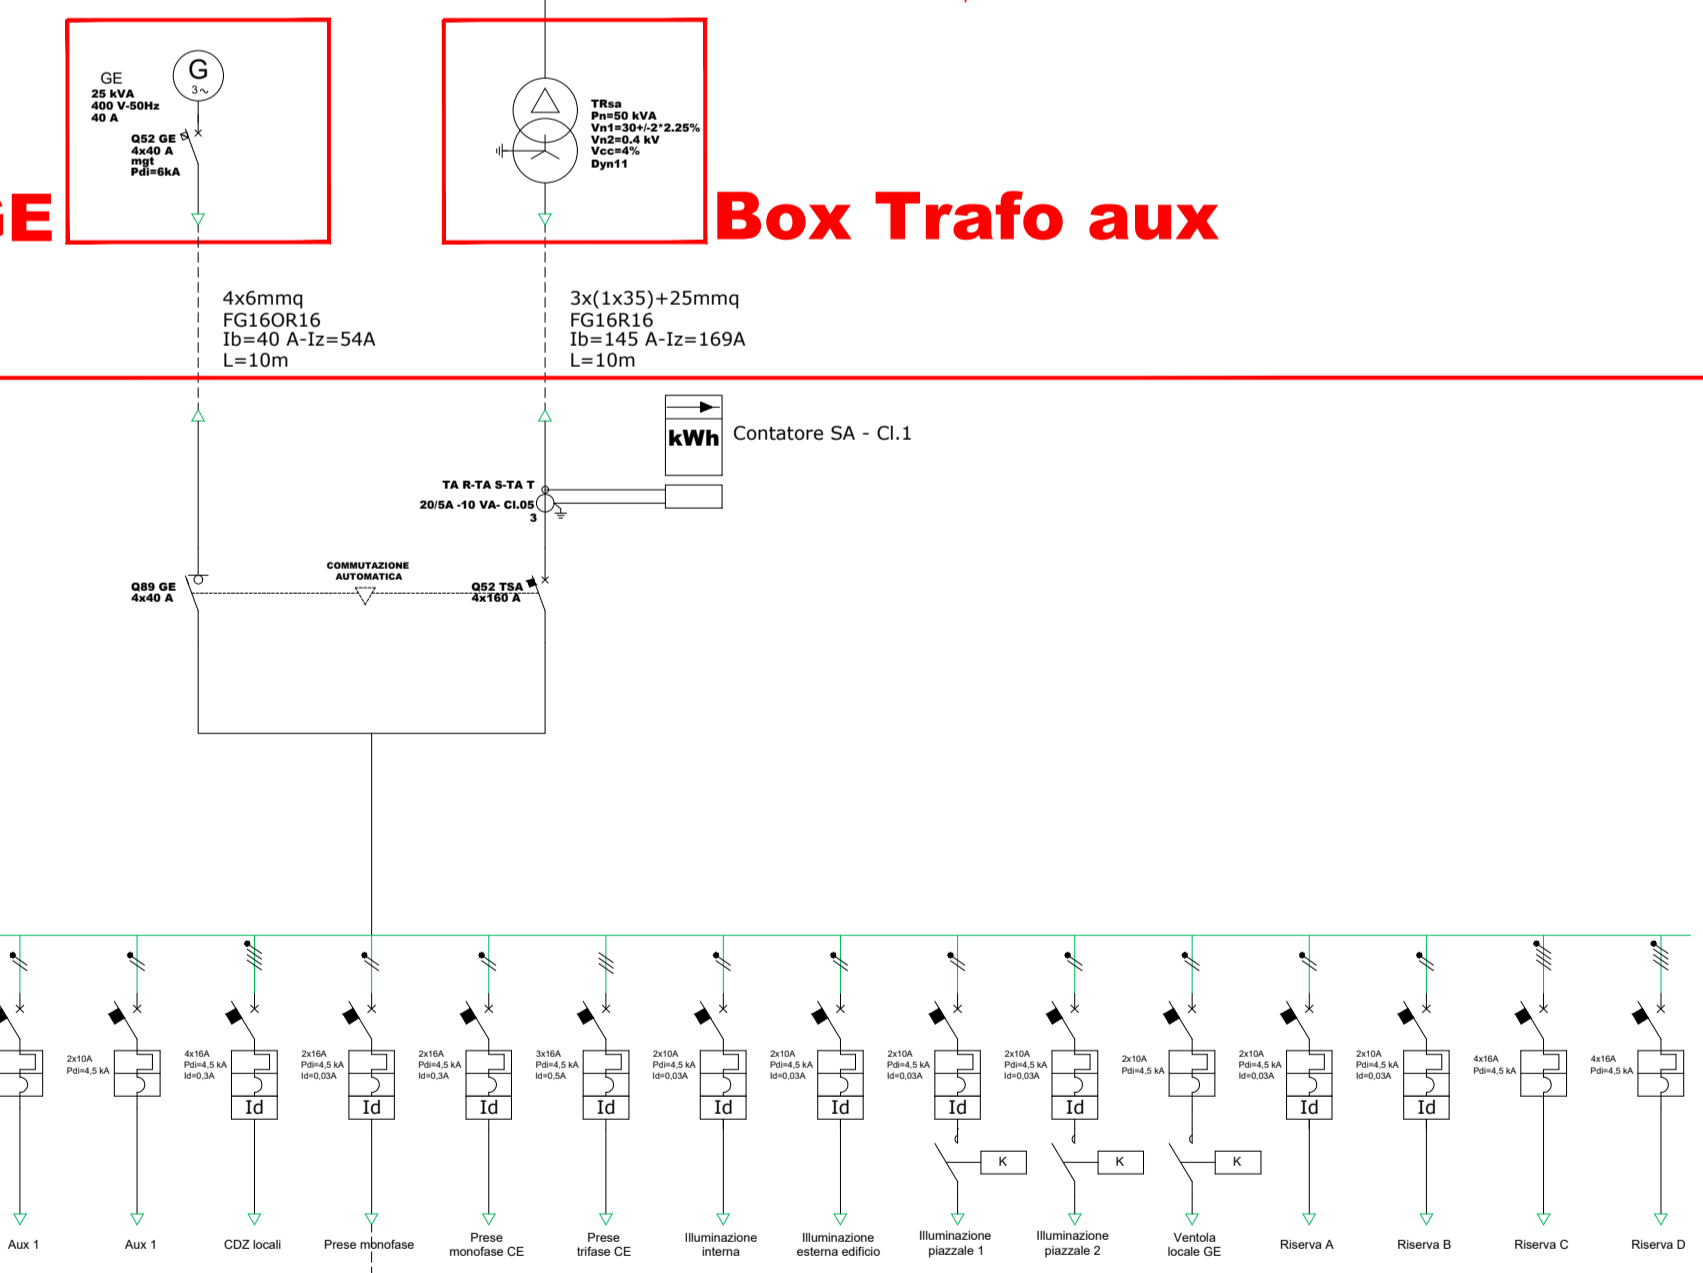 GE
25 kVA
400 V-50Hz
40 A
G
3~
Q52 GE
4x40 A
mgt
Pdi=6kA
TRsa
Pn=50 kVA
Vn1=30+/-2*2.25%
Vn2=0.4 kV
Vcc=4%
Dyn11
GE
Box Trafo aux
4x6mmq
FG16OR16
Ib=40 A-Iz=54A
L=10m
3x(1x35)+25mmq
FG16R16
Ib=145 A-Iz=169A
L=10m
kWh
Contatore SA - Cl.1
TA R-TA S-TA T
20/5A -10 VA- Cl.05
3
COMMUTAZIONE
AUTOMATICA
Q89 GE
4x40 A
Q52 TSA
4x160 A
2x10A
Pdi=4,5 kA
4x16A
Pdi=4,5 kA
Id=0,3A
Id
2x16A
Pdi=4,5 kA
Id=0,03A
Id
2x16A
Pdi=4,5 kA
Id=0,3A
Id
3x16A
Pdi=4,5 kA
Id=0,5A
Id
2x10A
Pdi=4,5 kA
Id=0,03A
Id
2x10A
Pdi=4,5 kA
Id=0,03A
Id
2x10A
Pdi=4,5 kA
Id=0,03A
Id
2x10A
Pdi=4,5 kA
Id=0,03A
Id
2x10A
Pdi=4,5 kA
2x10A
Pdi=4,5 kA
Id=0,03A
Id
2x10A
Pdi=4,5 kA
Id=0,03A
Id
4x16A
Pdi=4,5 kA
4x16A
Pdi=4,5 kA
K
K
K
Aux 1
Aux 1
CDZ locali
Prese monofase
Prese
monofase CE
Prese
trifase CE
Illuminazione
interna
Illuminazione
esterna edificio
Illuminazione
piazzale 1
Illuminazione
piazzale 2
Ventola
locale GE
Riserva A
Riserva B
Riserva C
Riserva D